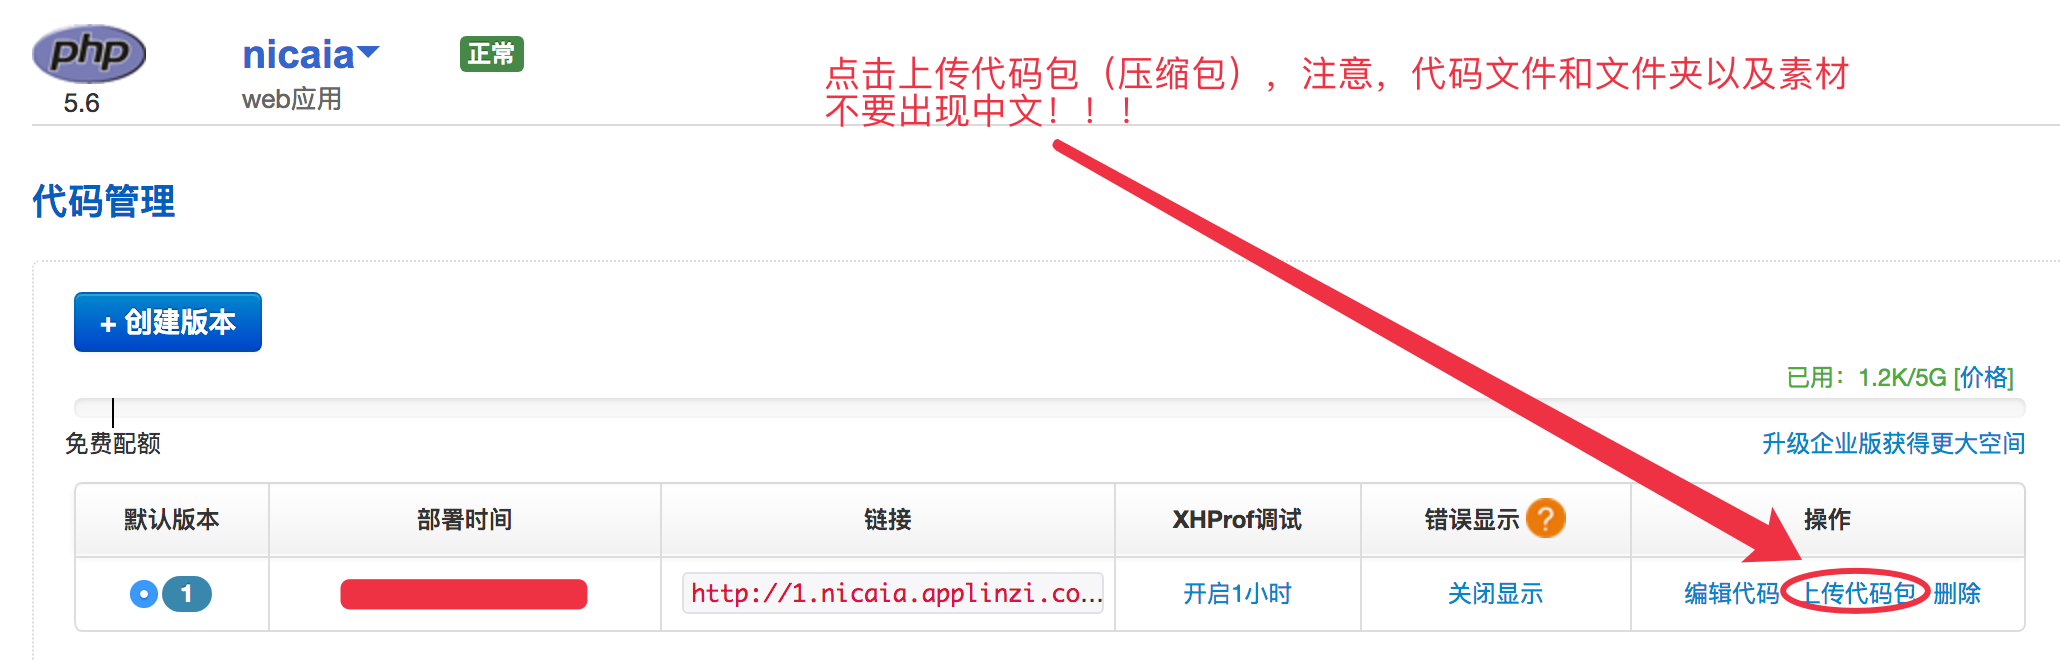 php
5.6
nicaia
web应用
正常
点击上传代码包（压缩包），注意，代码文件和文件夹以及素材
不要出现中文！！！
代码管理
+ 创建版本
已用：1.2K/5G [价格]
免费配额
升级企业版获得更大空间
默认版本 部署时间 链接 XHProf调试 错误显示 ? 操作
1 http://1.nicaia.applinzi.co... 开启1小时 关闭显示 编辑代码 上传代码包 删除